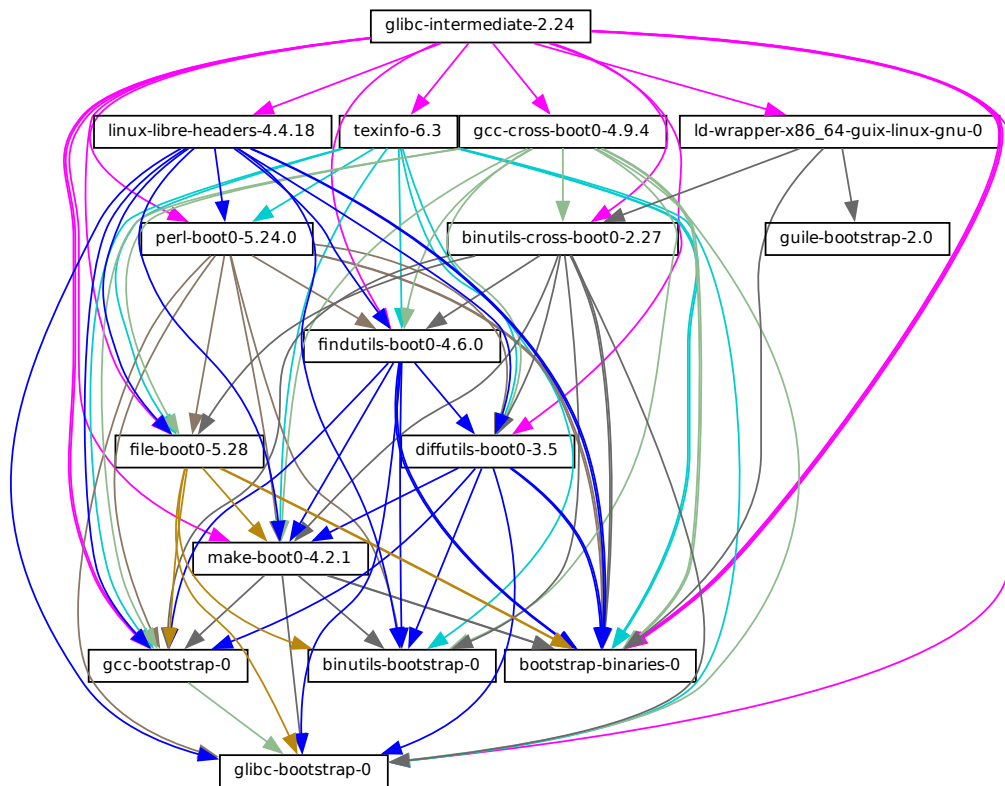 glibc-intermediate-2.24
linux-libre-headers-4.4.18
texinfo-6.3
gcc-cross-boot0-4.9.4
ld-wrapper-x86_64-guix-linux-gnu-0
perl-boot0-5.24.0
binutils-cross-boot0-2.27
guile-bootstrap-2.0
findutils-boot0-4.6.0
file-boot0-5.28
diffutils-boot0-3.5
make-boot0-4.2.1
gcc-bootstrap-0
binutils-bootstrap-0
bootstrap-binaries-0
glibc-bootstrap-0